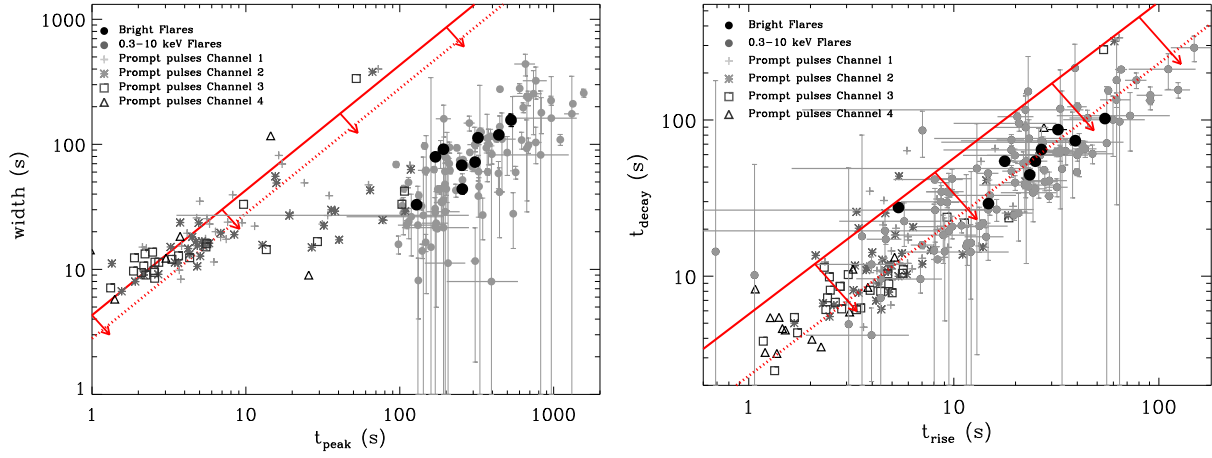 1000
100
10
1
width (s)
1
10
100
1000
t_peak (s)
Bright Flares
0.3−10 keV Flares
Prompt pulses Channel 1
Prompt pulses Channel 2
Prompt pulses Channel 3
Prompt pulses Channel 4
100
10
t_decay (s)
1
10
100
t_rise (s)
Bright Flares
0.3−10 keV Flares
Prompt pulses Channel 1
Prompt pulses Channel 2
Prompt pulses Channel 3
Prompt pulses Channel 4